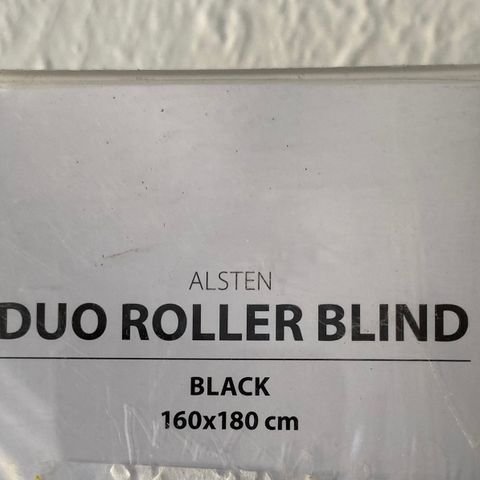 ALSTEN
DUO ROLLER BLIND
BLACK
160x180 cm